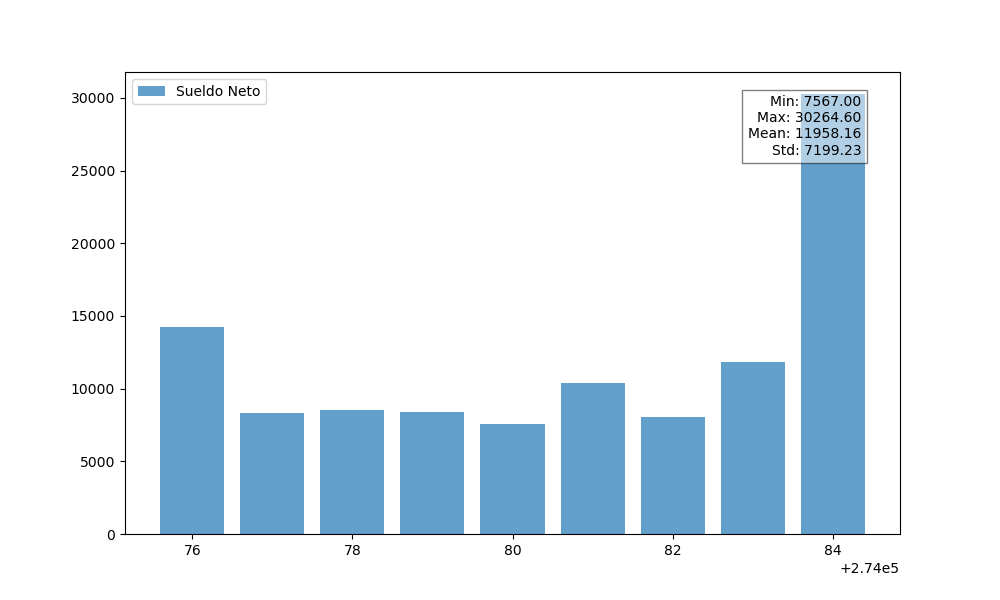 Sueldo Neto
Min: 7567.00
Max: 30264.60
Mean: 11958.16
Std: 7199.23
30000
25000
20000
15000
10000
5000
0
76 78 80 82 84
+2.74e5